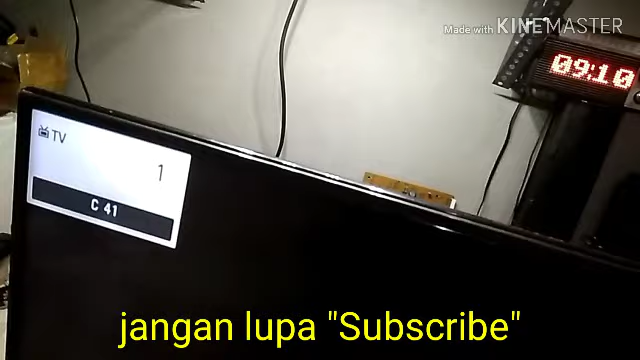 Made with KINEMASTER
09:10
TV
1
C 41
jangan lupa "Subscribe"